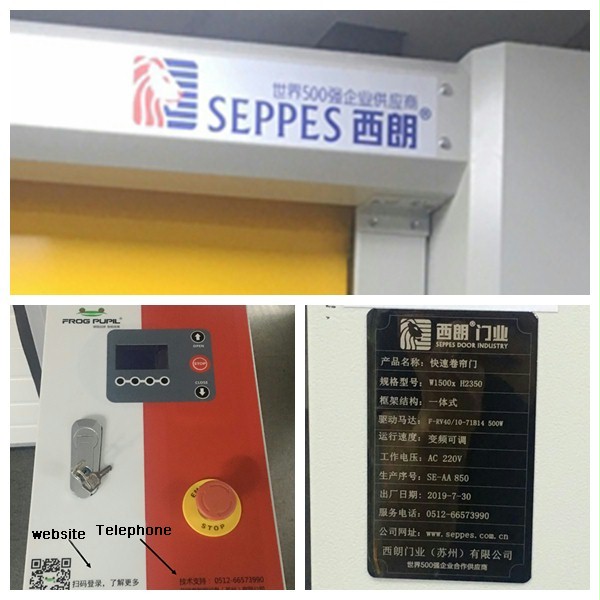 世界500强企业供应商
SEPPES 西朗®
FROG PUPIL®
OPEN
STOP
CLOSE
STOP
website
Telephone
扫码登录，了解更多
技术支持：0512-66573990
西朗®门业
SEPPES DOOR INDUSTRY
产品名称：快速卷帘门
规格型号：W1500x H2350
框架结构：一体式
驱动马达：F-RV40/10-71B14 500W
运行速度：变频可调
工作电压：AC 220V
生产序号：SE-AA 850
出厂日期：2019-7-30
服务电话：0512-66573990
公司网址：www.seppes.com.cn
西朗门业（苏州）有限公司
世界500强企业合作供应商